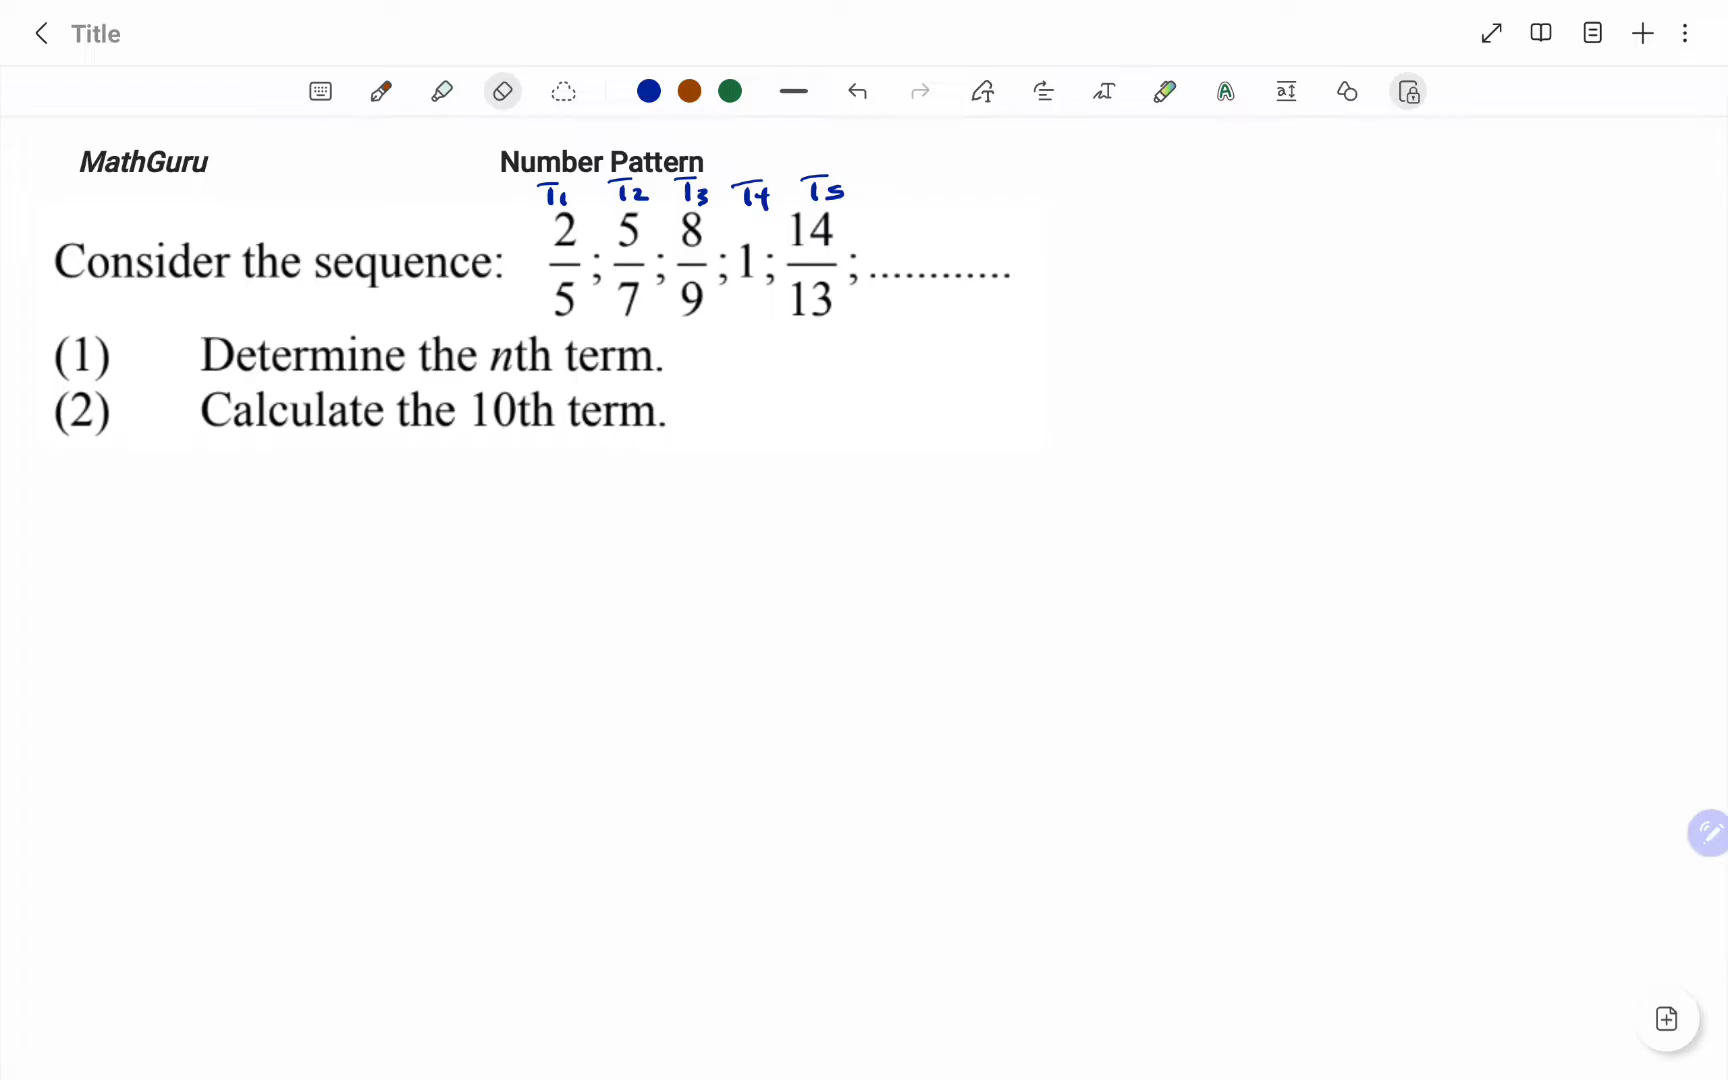 Title
MathGuru Number Pattern
T1 T2 T3 T4 T5
Consider the sequence: 2/5 ; 5/7 ; 8/9 ; 1 ; 14/13 ; ............
(1) Determine the nth term.
(2) Calculate the 10th term.